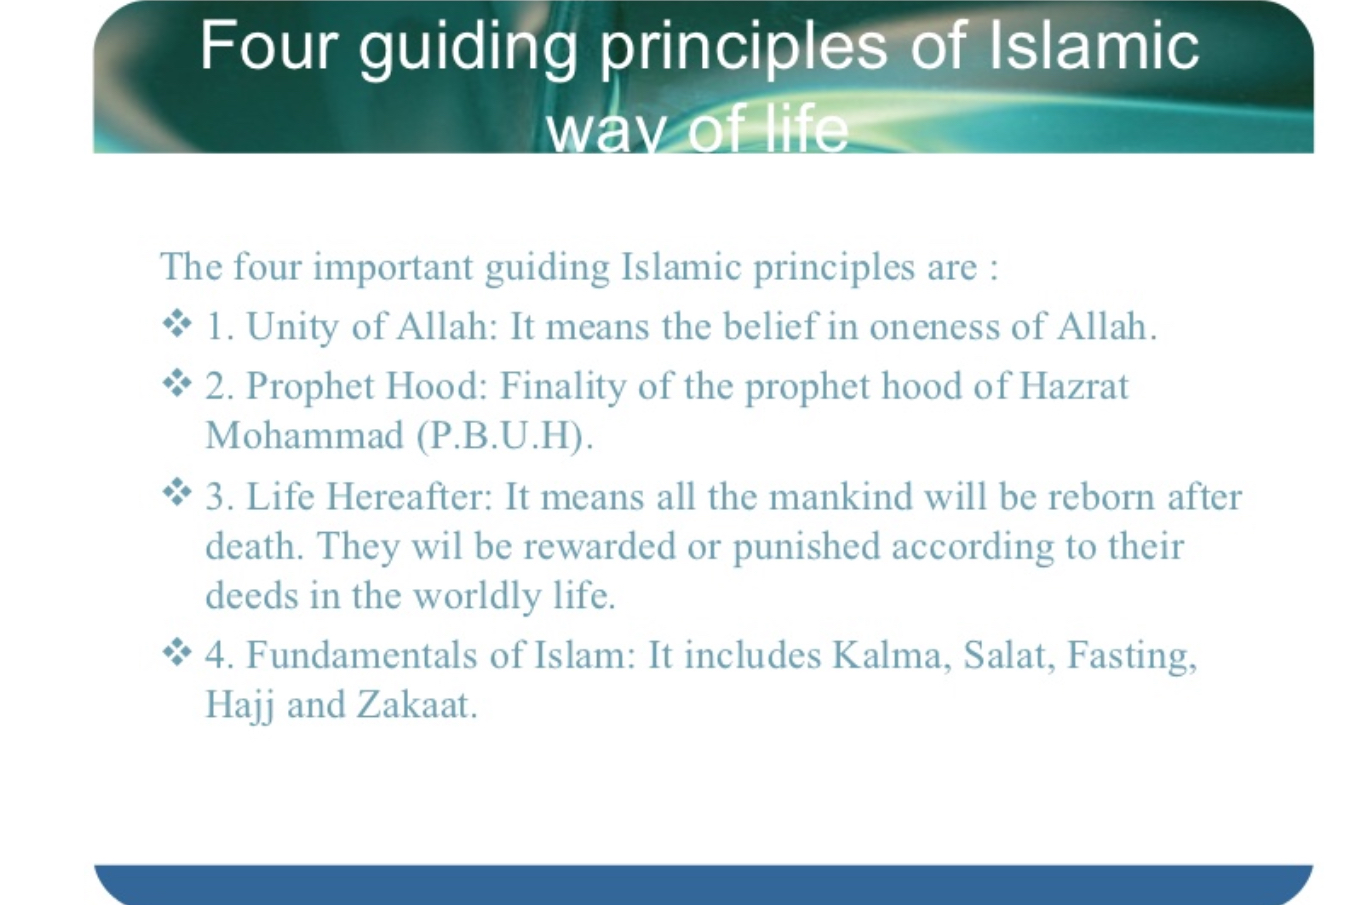 Four guiding principles of Islamic
way of life
The four important guiding Islamic principles are :
❖ 1. Unity of Allah: It means the belief in oneness of Allah.
❖ 2. Prophet Hood: Finality of the prophet hood of Hazrat
Mohammad (P.B.U.H).
❖ 3. Life Hereafter: It means all the mankind will be reborn after
death. They wil be rewarded or punished according to their
deeds in the worldly life.
❖ 4. Fundamentals of Islam: It includes Kalma, Salat, Fasting,
Hajj and Zakaat.